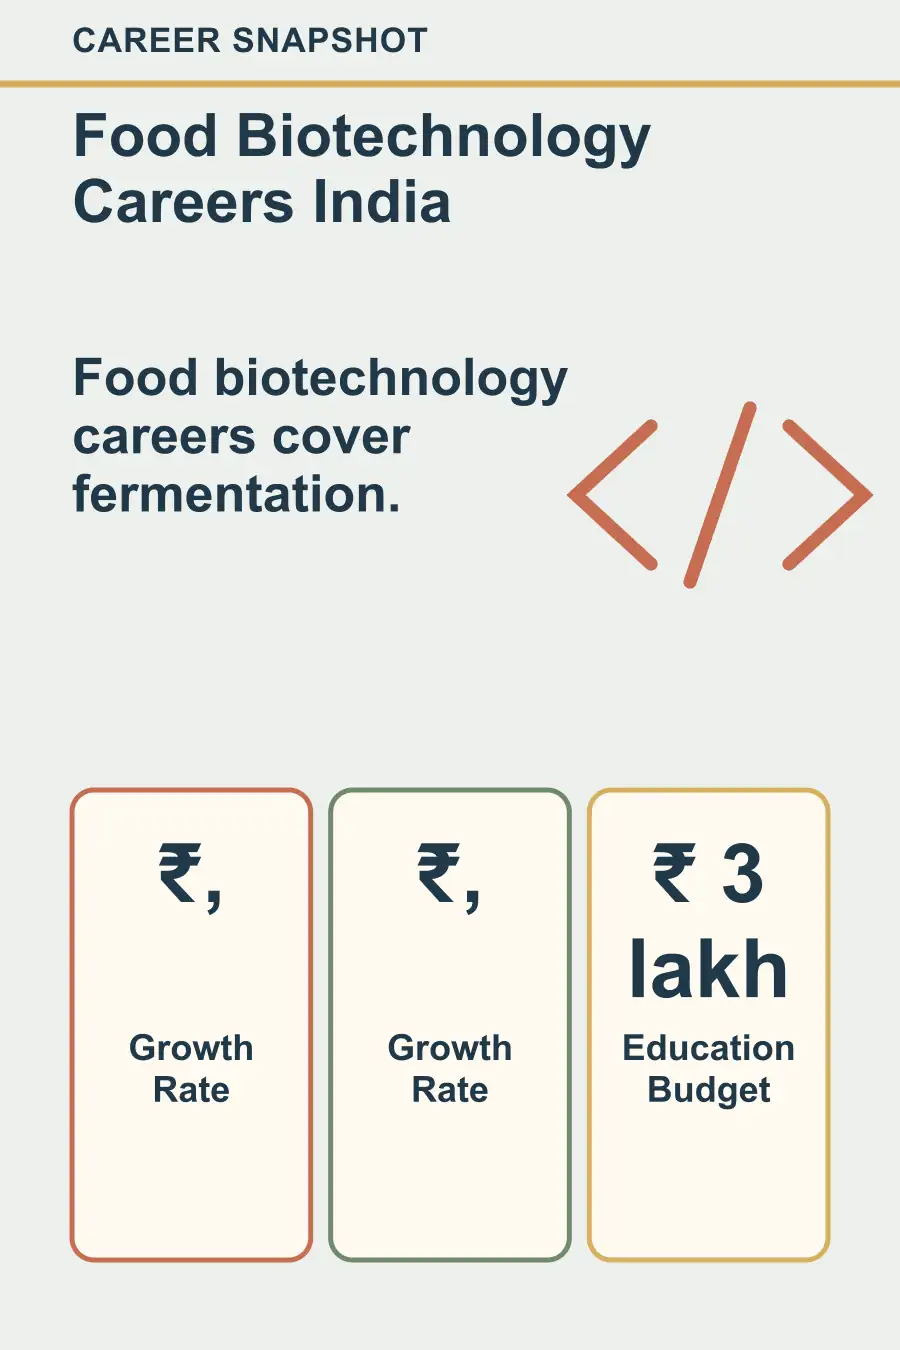 CAREER SNAPSHOT
Food Biotechnology
Careers India
Food biotechnology
careers cover
fermentation.
₹,
Growth
Rate
₹,
Growth
Rate
₹ 3
lakh
Education
Budget